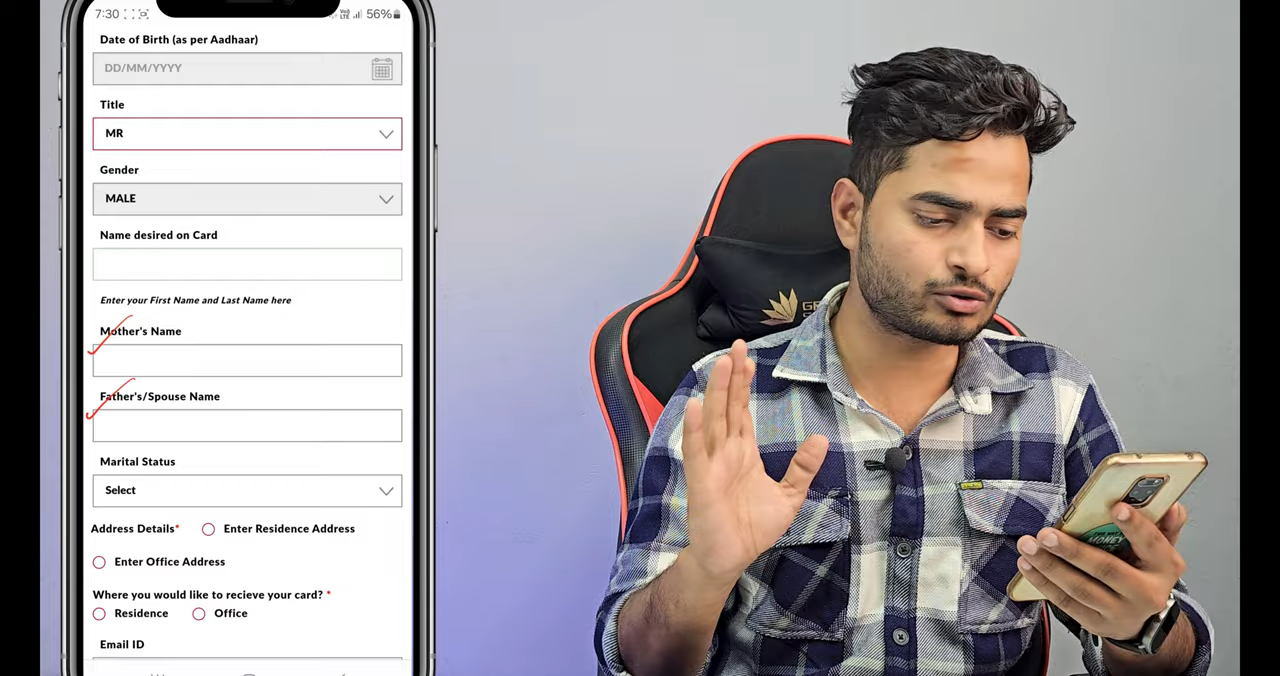 7:30 56%
Date of Birth (as per Aadhaar)
DD/MM/YYYY
Title
MR
Gender
MALE
Name desired on Card
Enter your First Name and Last Name here
Mother's Name
Father's/Spouse Name
Marital Status
Select
Address Details* Enter Residence Address
Enter Office Address
Where you would like to recieve your card? *
Residence Office
Email ID
MONEY